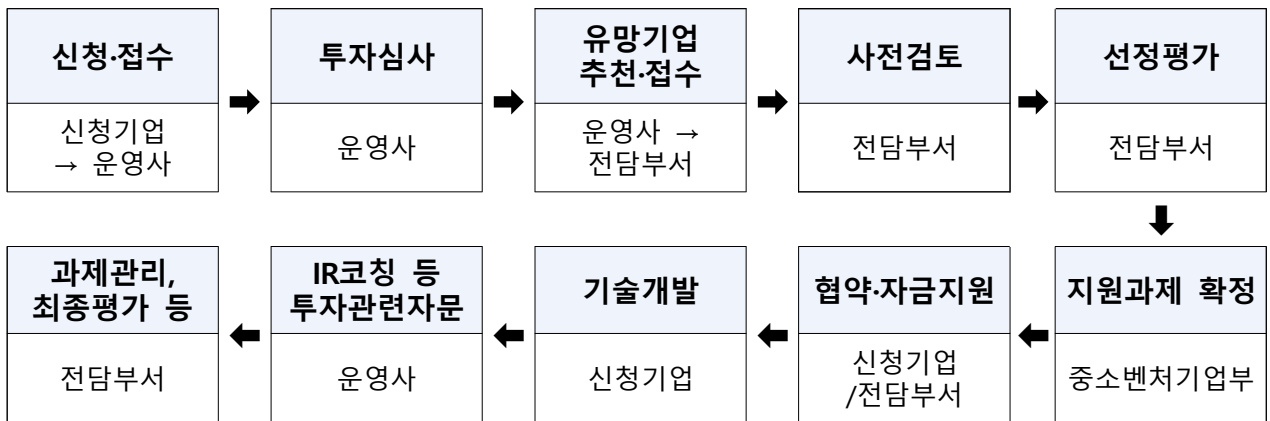 신청·접수
신청기업
→ 운영사
투자심사
운영사
유망기업
추천·접수
운영사 →
전담부서
사전검토
전담부서
선정평가
전담부서
지원과제 확정
중소벤처기업부
협약·자금지원
신청기업
/전담부서
기술개발
신청기업
IR코칭 등
투자관련자문
운영사
과제관리,
최종평가 등
전담부서